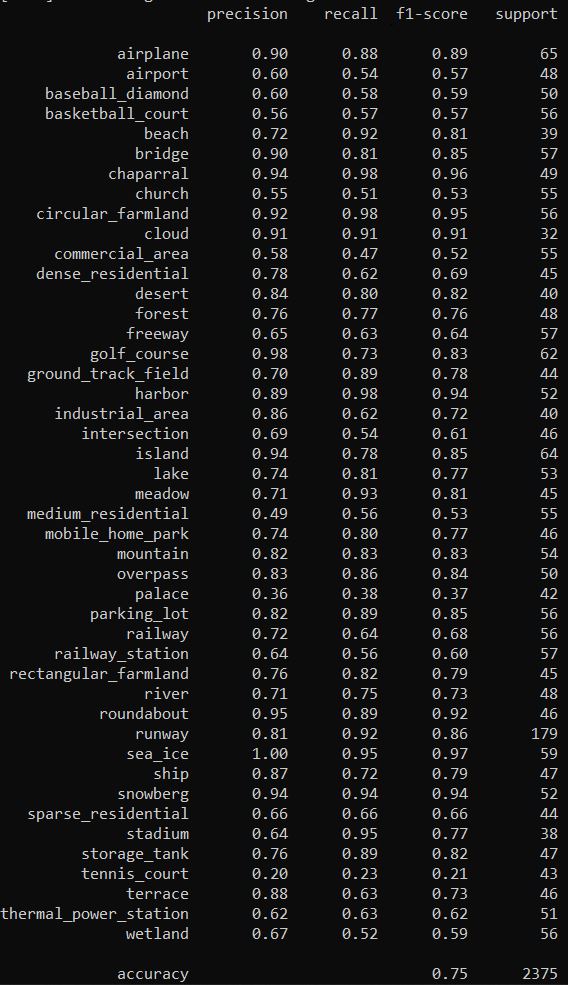 precision recall f1-score support
airplane 0.90 0.88 0.89 65
airport 0.60 0.54 0.57 48
baseball_diamond 0.60 0.58 0.59 50
basketball_court 0.56 0.57 0.57 56
beach 0.72 0.92 0.81 39
bridge 0.90 0.81 0.85 57
chaparral 0.94 0.98 0.96 49
church 0.55 0.51 0.53 55
circular_farmland 0.92 0.98 0.95 56
cloud 0.91 0.91 0.91 32
commercial_area 0.58 0.47 0.52 55
dense_residential 0.78 0.62 0.69 45
desert 0.84 0.80 0.82 40
forest 0.76 0.77 0.76 48
freeway 0.65 0.63 0.64 57
golf_course 0.98 0.73 0.83 62
ground_track_field 0.70 0.89 0.78 44
harbor 0.89 0.98 0.94 52
industrial_area 0.86 0.62 0.72 40
intersection 0.69 0.54 0.61 46
island 0.94 0.78 0.85 64
lake 0.74 0.81 0.77 53
meadow 0.71 0.93 0.81 45
medium_residential 0.49 0.56 0.53 55
mobile_home_park 0.74 0.80 0.77 46
mountain 0.82 0.83 0.83 54
overpass 0.83 0.86 0.84 50
palace 0.36 0.38 0.37 42
parking_lot 0.82 0.89 0.85 56
railway 0.72 0.64 0.68 56
railway_station 0.64 0.56 0.60 57
rectangular_farmland 0.76 0.82 0.79 45
river 0.71 0.75 0.73 48
roundabout 0.95 0.89 0.92 46
runway 0.81 0.92 0.86 179
sea_ice 1.00 0.95 0.97 59
ship 0.87 0.72 0.79 47
snowberg 0.94 0.94 0.94 52
sparse_residential 0.66 0.66 0.66 44
stadium 0.64 0.95 0.77 38
storage_tank 0.76 0.89 0.82 47
tennis_court 0.20 0.23 0.21 43
terrace 0.88 0.63 0.73 46
thermal_power_station 0.62 0.63 0.62 51
wetland 0.67 0.52 0.59 56
accuracy 0.75 2375